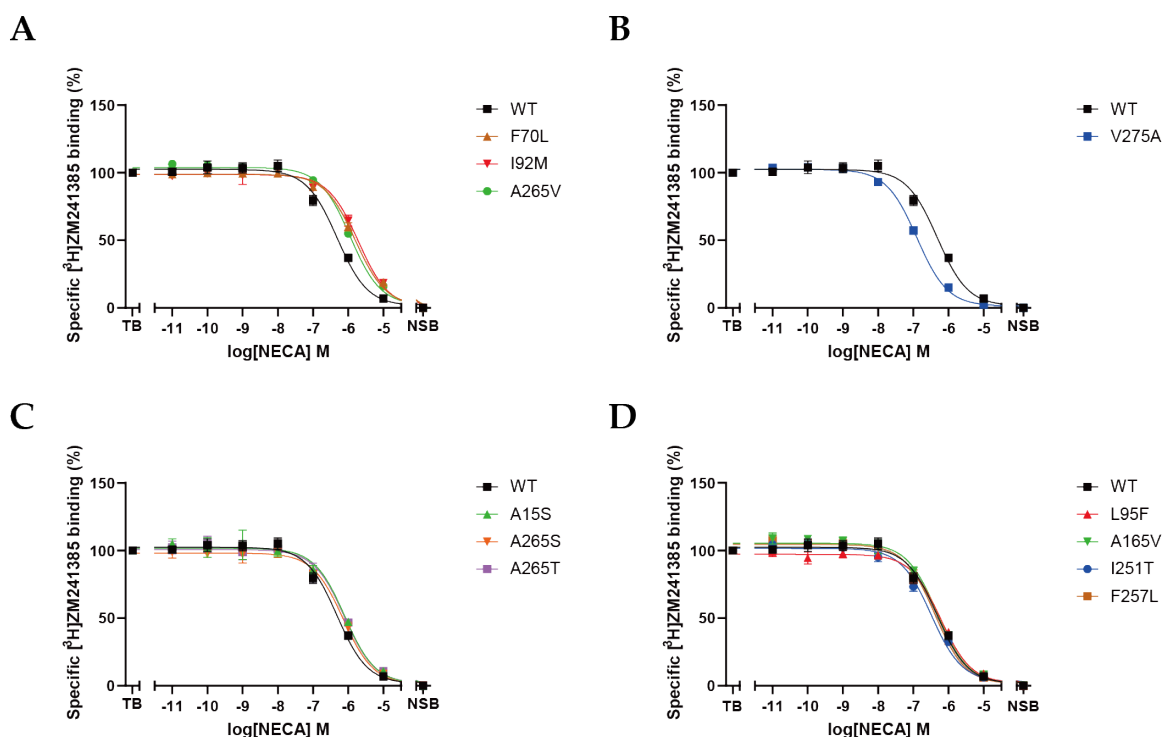 A
Specific [³H]ZM241385 binding (%)
150
100
50
0
TB
-11
-10
-9
-8
-7
-6
-5
NSB
log[NECA] M
WT
F70L
I92M
A265V
B
Specific [³H]ZM241385 binding (%)
150
100
50
0
TB
-11
-10
-9
-8
-7
-6
-5
NSB
log[NECA] M
WT
V275A
C
Specific [³H]ZM241385 binding (%)
150
100
50
0
TB
-11
-10
-9
-8
-7
-6
-5
NSB
log[NECA] M
WT
A15S
A265S
A265T
D
Specific [³H]ZM241385 binding (%)
150
100
50
0
TB
-11
-10
-9
-8
-7
-6
-5
NSB
log[NECA] M
WT
L95F
A165V
I251T
F257L